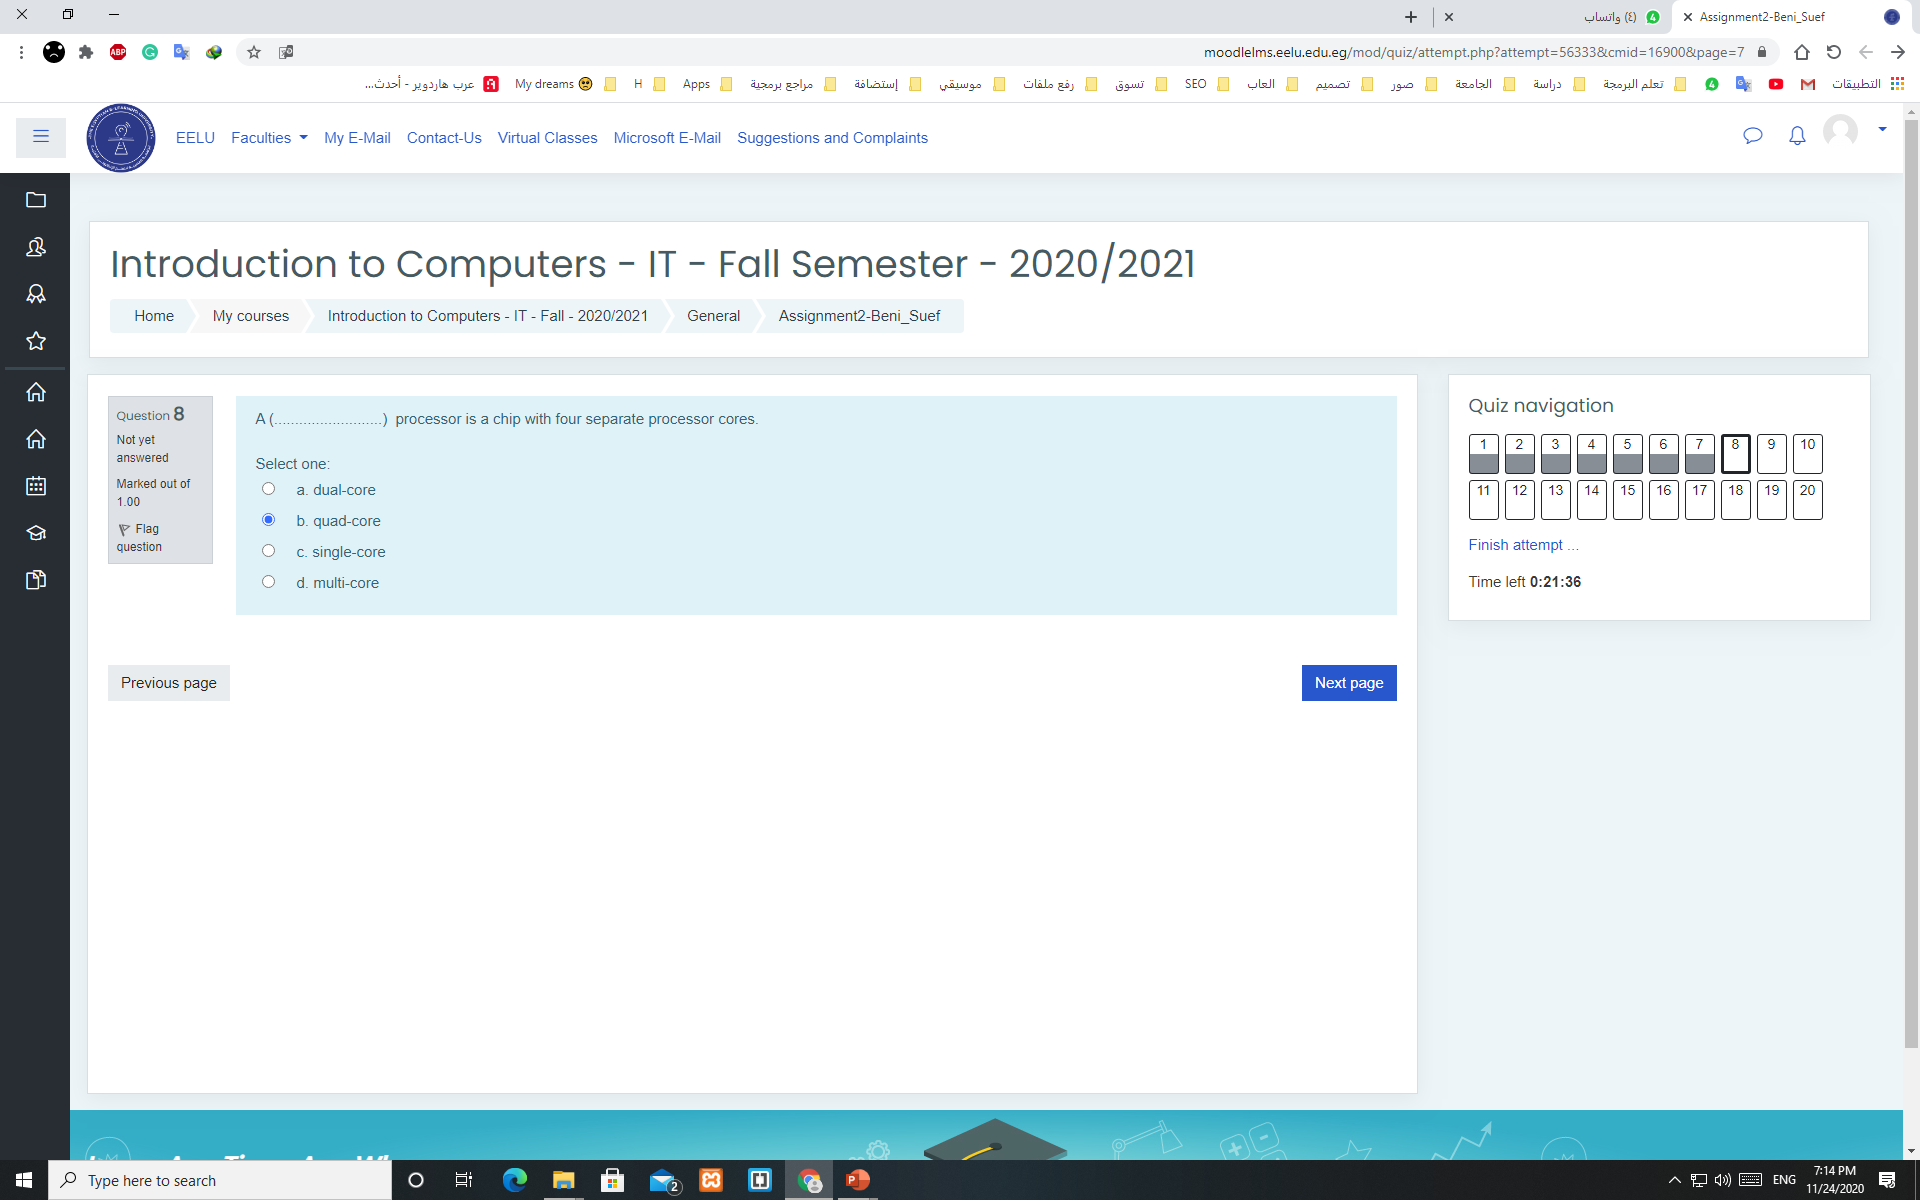 (٤) واتساب
Assignment2-Beni_Suef
moodlelms.eelu.edu.eg/mod/quiz/attempt.php?attempt=56333&cmid=16900&page=7
التطبيقات
تعلم البرمجة
دراسة
الجامعة
صور
تصميم
العاب
SEO
تسوق
رفع ملفات
موسيقي
إستضافة
مراجع برمجية
Apps
H
My dreams
عرب هاردوير - أحدث...
EELU Faculties My E-Mail Contact-Us Virtual Classes Microsoft E-Mail Suggestions and Complaints
Introduction to Computers - IT - Fall Semester - 2020/2021
Home My courses Introduction to Computers - IT - Fall - 2020/2021 General Assignment2-Beni_Suef
Question 8
Not yet
answered
Marked out of
1.00
Flag
question
A (..........................) processor is a chip with four separate processor cores.
Select one:
a. dual-core
b. quad-core
c. single-core
d. multi-core
Previous page
Next page
Quiz navigation
1 2 3 4 5 6 7 8 9 10
11 12 13 14 15 16 17 18 19 20
Finish attempt ...
Time left 0:21:36
Type here to search
2
ENG
7:14 PM
11/24/2020